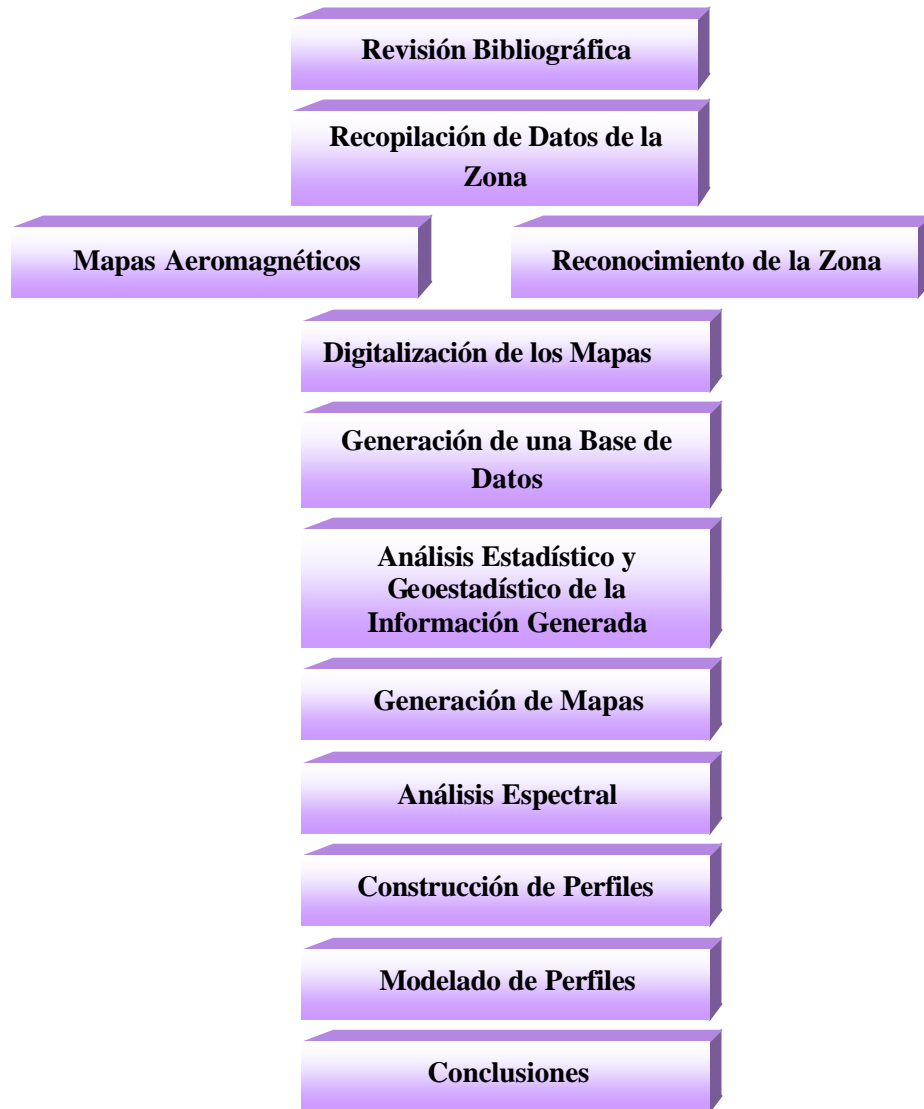 Revisión Bibliográfica
Recopilación de Datos de la
Zona
Mapas Aeromagnéticos
Reconocimiento de la Zona
Digitalización de los Mapas
Generación de una Base de
Datos
Análisis Estadístico y
Geoestadístico de la
Información Generada
Generación de Mapas
Análisis Espectral
Construcción de Perfiles
Modelado de Perfiles
Conclusiones